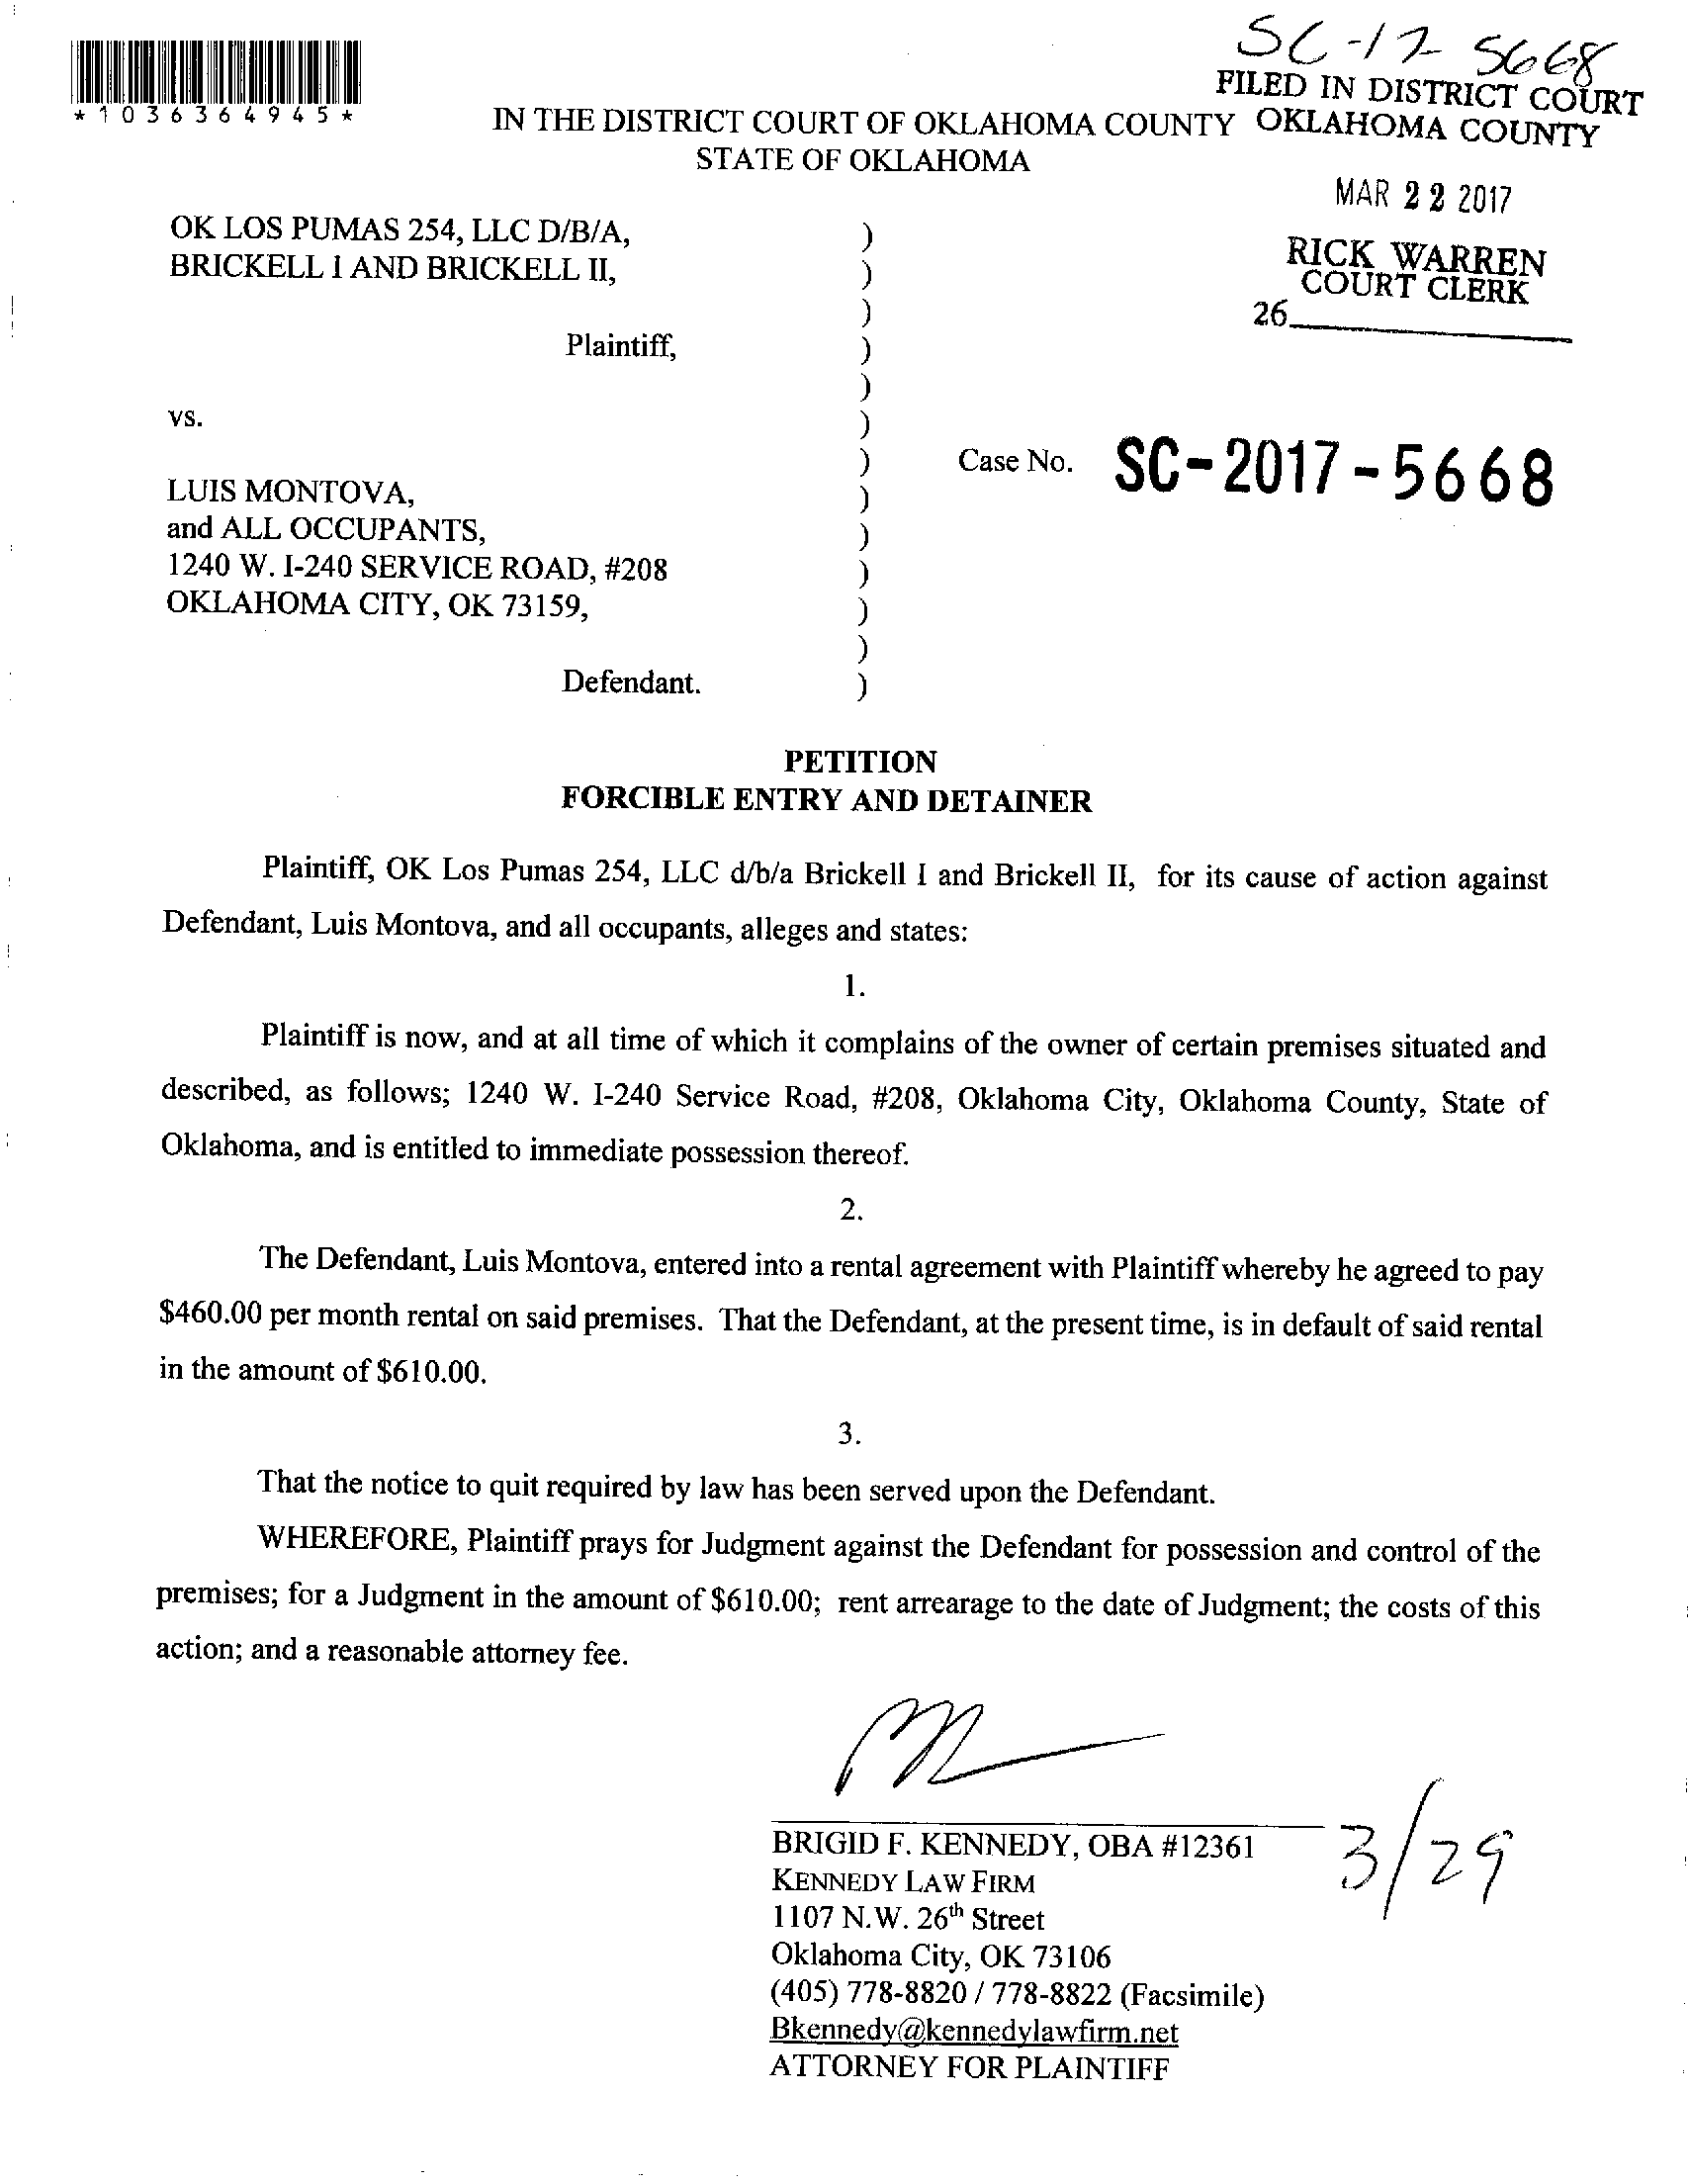 SC-17 5668
*1036364945*
FILED IN DISTRICT COURT
OKLAHOMA COUNTY
IN THE DISTRICT COURT OF OKLAHOMA COUNTY
STATE OF OKLAHOMA
MAR 22 2017
RICK WARREN
COURT CLERK
26
OK LOS PUMAS 254, LLC D/B/A, )
BRICKELL I AND BRICKELL II, )
)
Plaintiff, )
)
vs. )
Case No. SC-2017-5668
)
LUIS MONTOVA, )
and ALL OCCUPANTS, )
1240 W. I-240 SERVICE ROAD, #208 )
OKLAHOMA CITY, OK 73159, )
)
Defendant. )
PETITION
FORCIBLE ENTRY AND DETAINER
Plaintiff, OK Los Pumas 254, LLC d/b/a Brickell I and Brickell II, for its cause of action against
Defendant, Luis Montova, and all occupants, alleges and states:
1.
Plaintiff is now, and at all time of which it complains of the owner of certain premises situated and
described, as follows; 1240 W. I-240 Service Road, #208, Oklahoma City, Oklahoma County, State of
Oklahoma, and is entitled to immediate possession thereof.
2.
The Defendant, Luis Montova, entered into a rental agreement with Plaintiff whereby he agreed to pay
$460.00 per month rental on said premises. That the Defendant, at the present time, is in default of said rental
in the amount of $610.00.
3.
That the notice to quit required by law has been served upon the Defendant.
WHEREFORE, Plaintiff prays for Judgment against the Defendant for possession and control of the
premises; for a Judgment in the amount of $610.00; rent arrearage to the date of Judgment; the costs of this
action; and a reasonable attorney fee.
BRIGID F. KENNEDY, OBA #12361
3/29
KENNEDY LAW FIRM
1107 N.W. 26th Street
Oklahoma City, OK 73106
(405) 778-8820 / 778-8822 (Facsimile)
Bkennedy@kennedylawfirm.net
ATTORNEY FOR PLAINTIFF